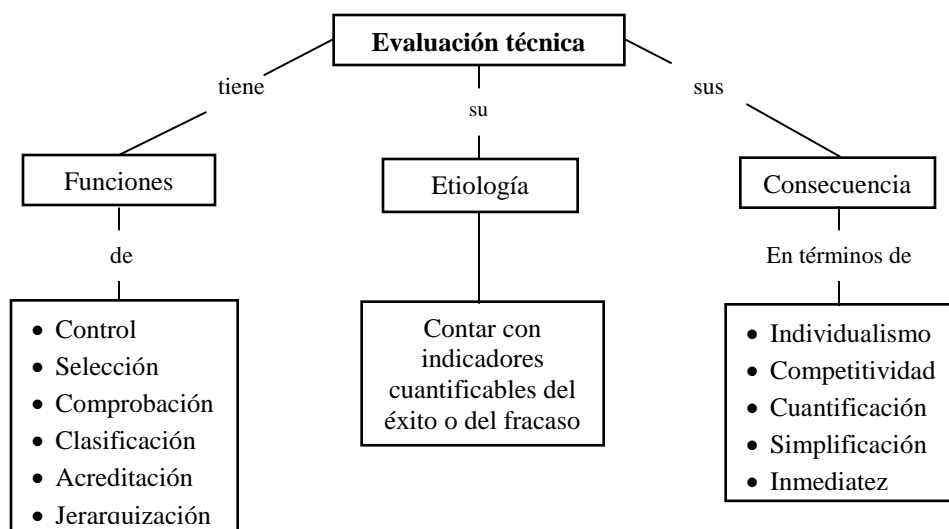 Evaluación técnica
tiene
su
sus
Funciones
Etiología
Consecuencia
de
En términos de
• Control
• Selección
• Comprobación
• Clasificación
• Acreditación
• Jerarquización
Contar con
indicadores
cuantificables del
éxito o del fracaso
• Individualismo
• Competitividad
• Cuantificación
• Simplificación
• Inmediatez